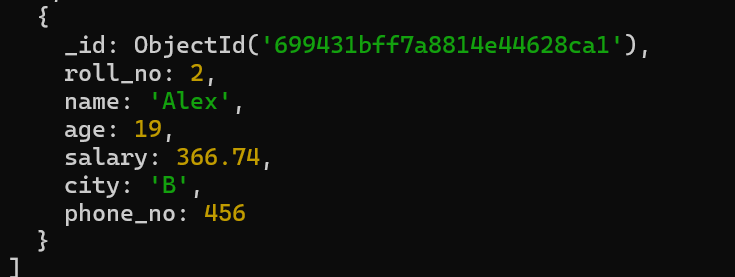 {
_id: ObjectId('699431bff7a8814e44628ca1'),
roll_no: 2,
name: 'Alex',
age: 19,
salary: 366.74,
city: 'B',
phone_no: 456
}
]